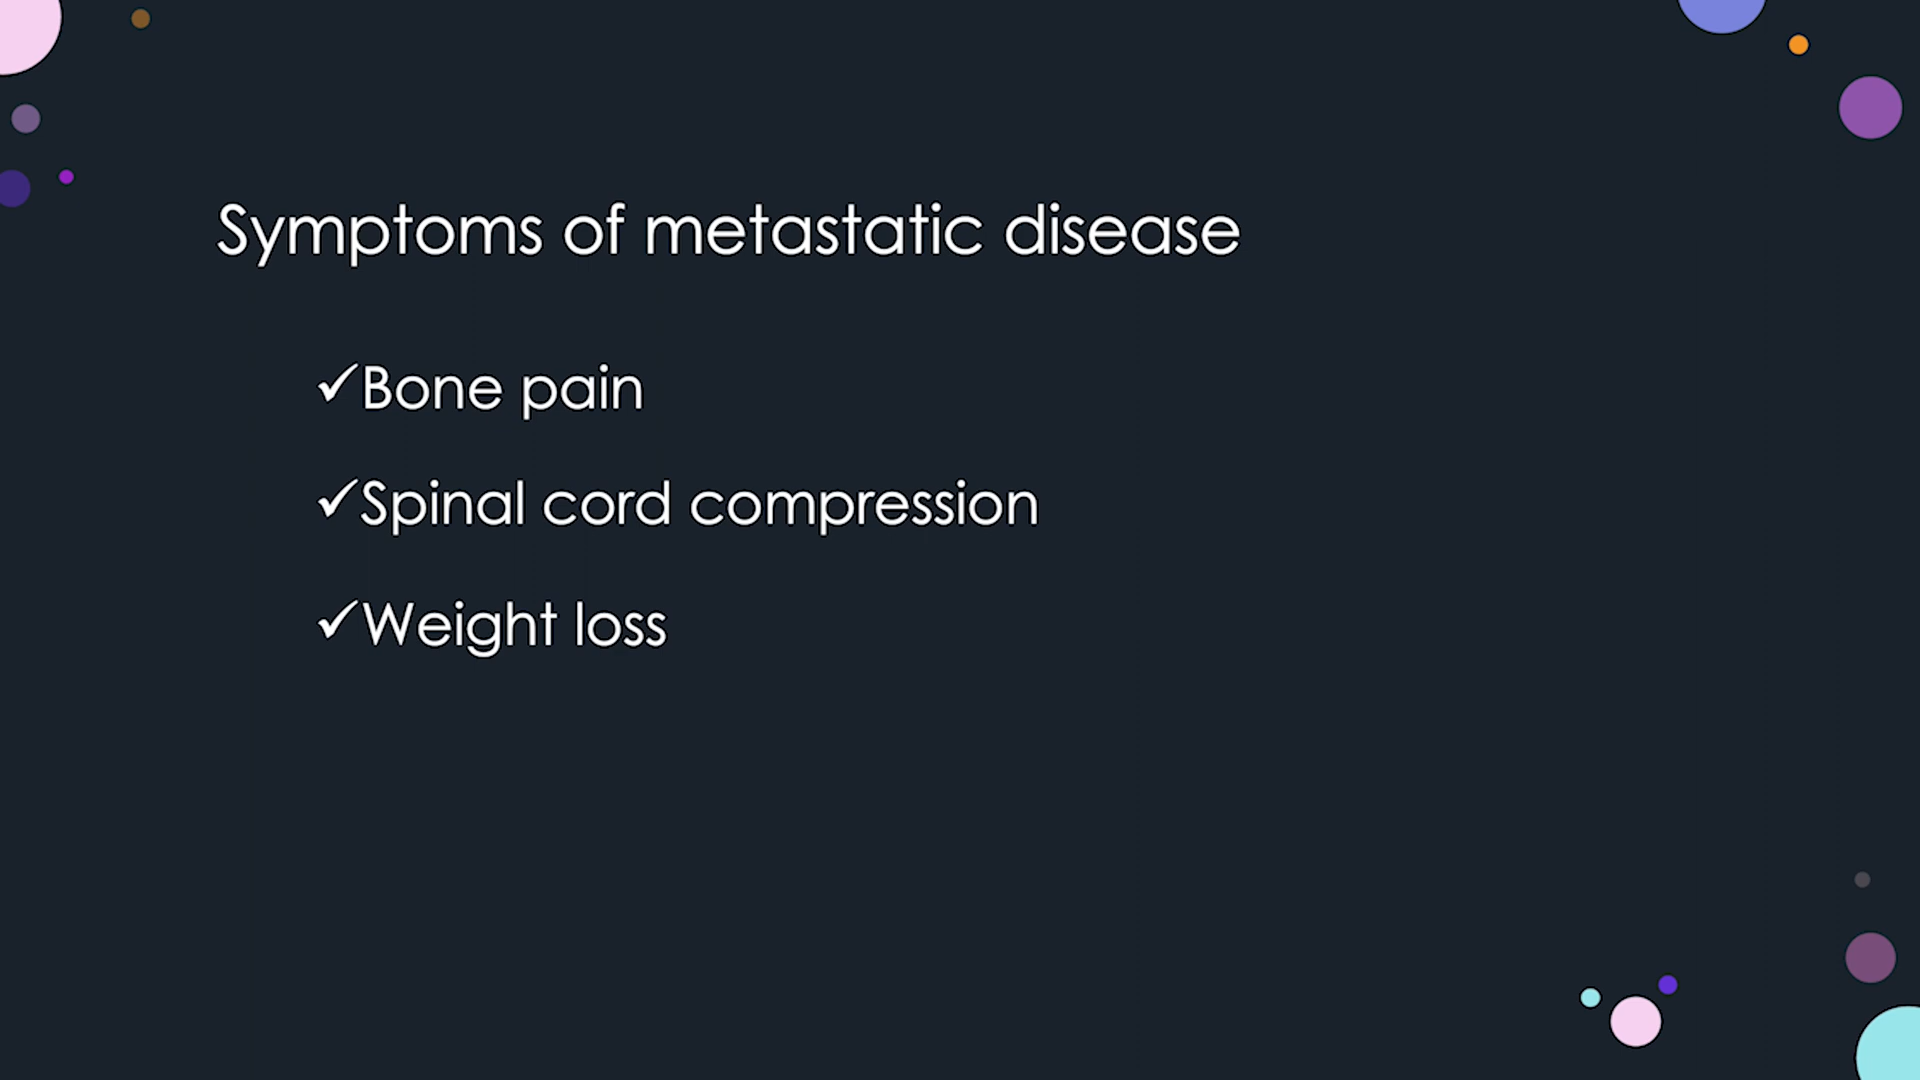 Symptoms of metastatic disease
✓Bone pain
✓Spinal cord compression
✓Weight loss